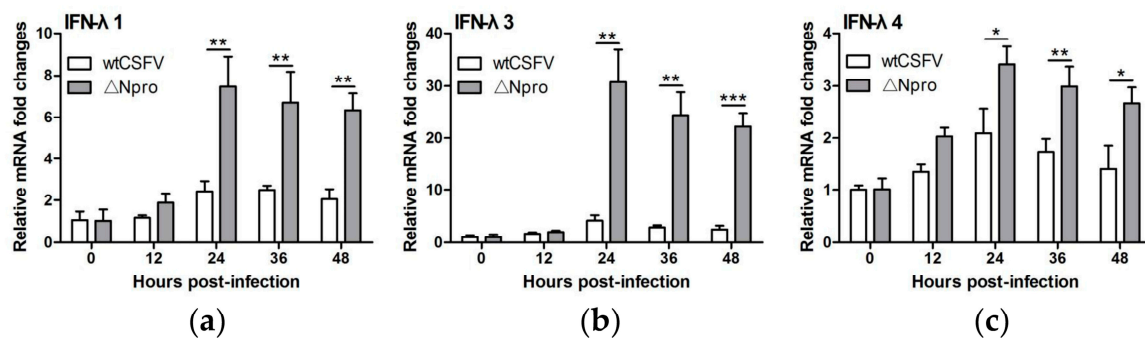 IFN-λ 1
Relative mRNA fold changes
10
8
6
4
2
0
wtCSFV
△Npro
**
**
**
0 12 24 36 48
Hours post-infection
(a)
IFN-λ 3
Relative mRNA fold changes
40
30
20
10
0
wtCSFV
△Npro
**
**
***
0 12 24 36 48
Hours post-infection
(b)
IFN-λ 4
Relative mRNA fold changes
4
3
2
1
0
wtCSFV
△Npro
*
**
*
0 12 24 36 48
Hours post-infection
(c)